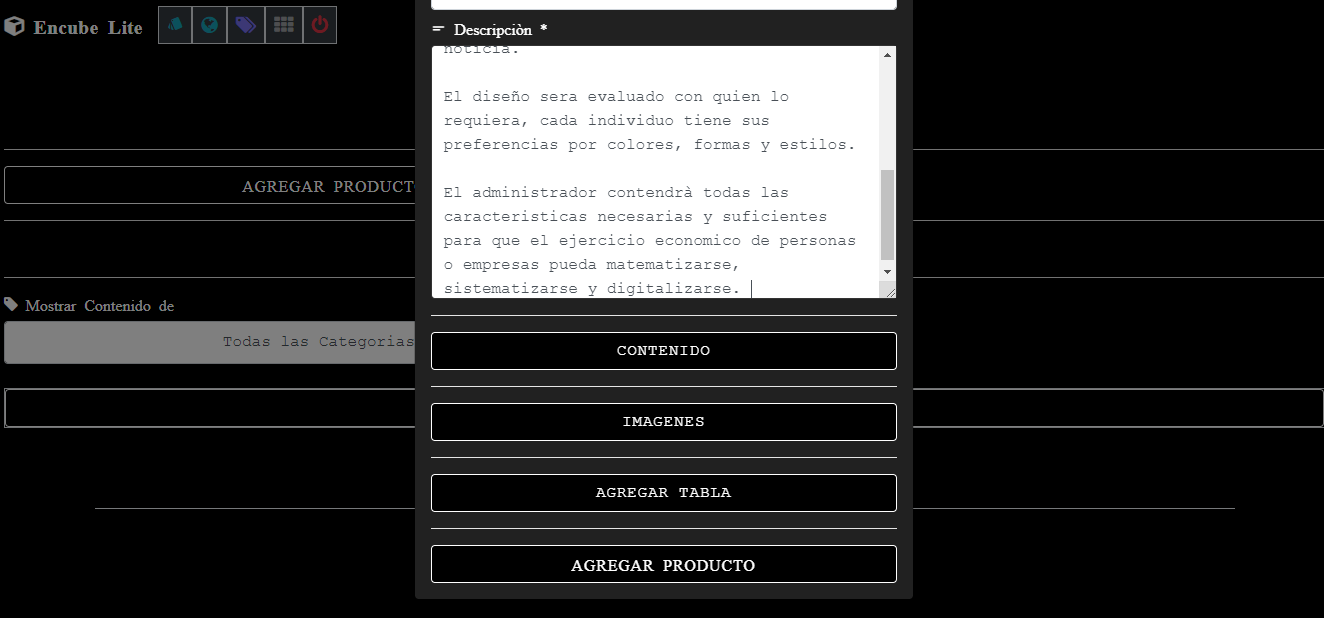 Encube Lite
AGREGAR PRODUCTO
Mostrar Contenido de
Todas las Categorias
Descripciòn *
noticia.
El diseño sera evaluado con quien lo
requiera, cada individuo tiene sus
preferencias por colores, formas y estilos.
El administrador contendrà todas las
caracteristicas necesarias y suficientes
para que el ejercicio economico de personas
o empresas pueda matematizarse,
sistematizarse y digitalizarse.
CONTENIDO
IMAGENES
AGREGAR TABLA
AGREGAR PRODUCTO